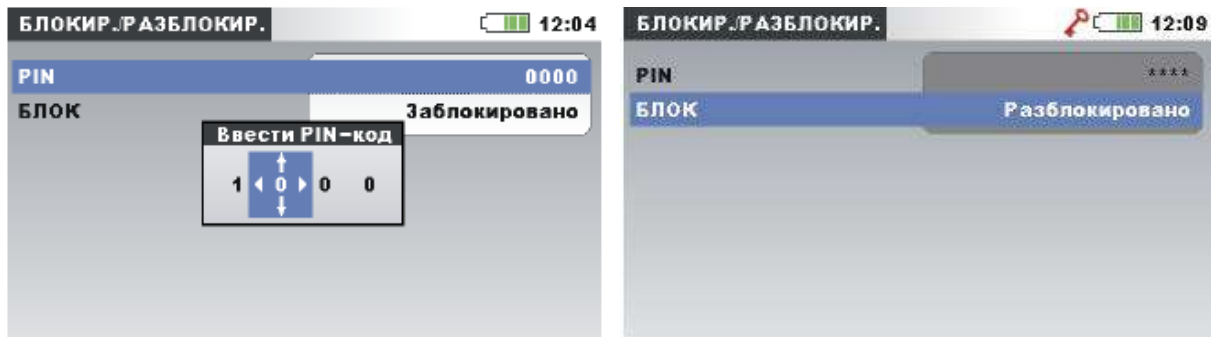 БЛОКИР./РАЗБЛОКИР. 12:04
PIN 0000
БЛОК Заблокировано
Ввести PIN-код
1 0 0 0
БЛОКИР./РАЗБЛОКИР. 12:09
PIN ****
БЛОК Разблокировано